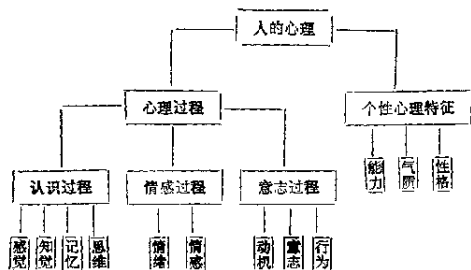 人的心理
心理过程
个性心理特征
能力
气质
性格
认识过程
情感过程
意志过程
感觉
知觉
记忆
思维
情绪
情感
动机
意志
行为